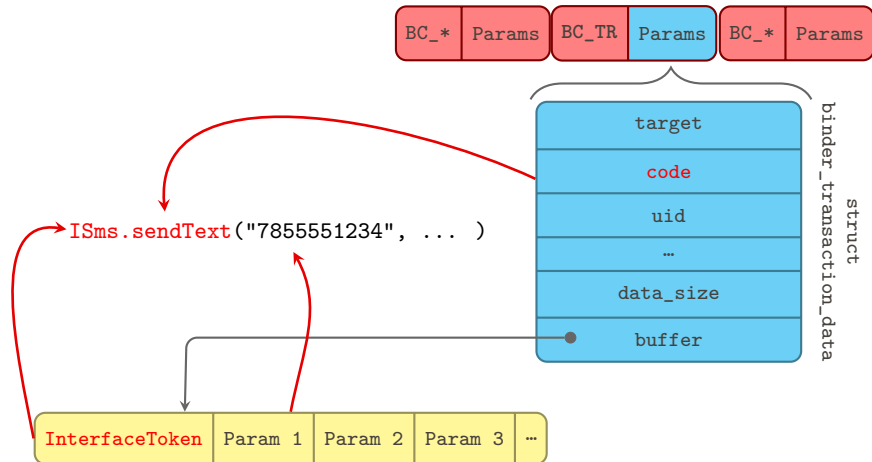 BC_* Params BC_TR Params BC_* Params
target
code
uid
…
data_size
buffer
struct
binder_transaction_data
ISms.sendText("7855551234", ... )
InterfaceToken Param 1 Param 2 Param 3 …